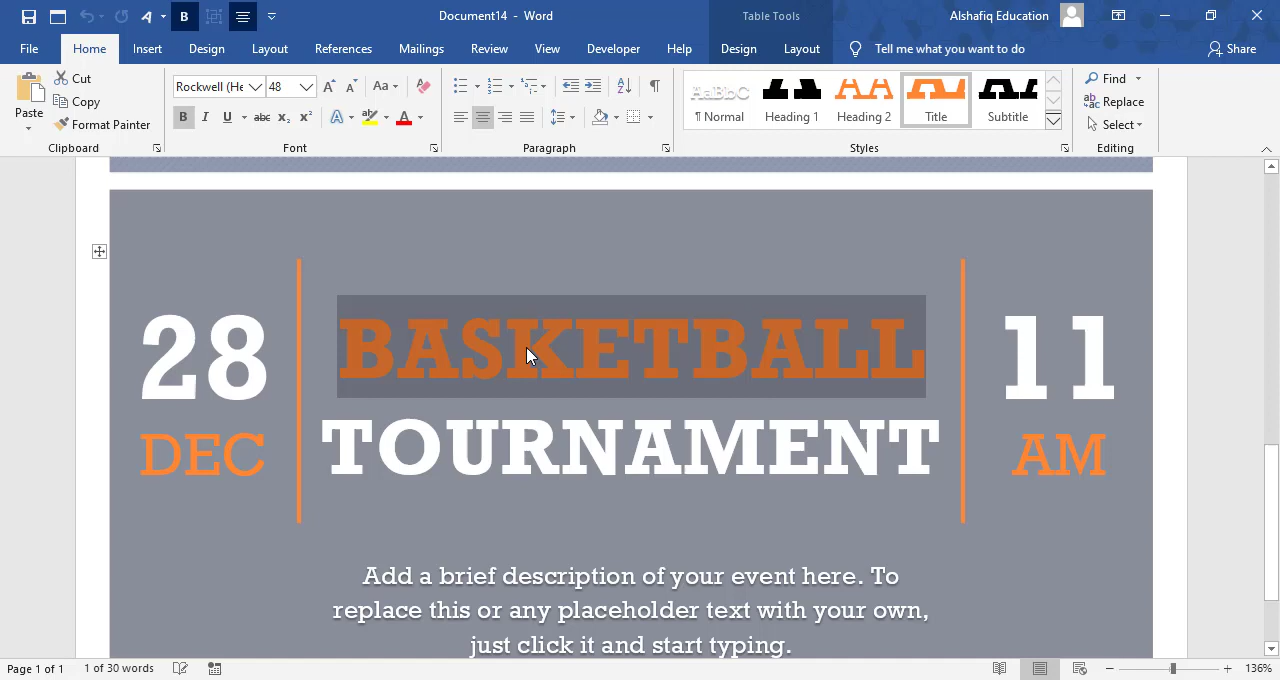 Document14 - Word
Table Tools
Alshafiq Education
File
Home
Insert
Design
Layout
References
Mailings
Review
View
Developer
Help
Design
Layout
Tell me what you want to do
Share
Paste
Cut
Copy
Format Painter
Clipboard
Rockwell (He
48
Font
Paragraph
AaBbC
¶ Normal
Heading 1
Heading 2
Title
Subtitle
Styles
Find
Replace
Select
Editing
28
DEC
BASKETBALL
TOURNAMENT
11
AM
Add a brief description of your event here. To
replace this or any placeholder text with your own,
just click it and start typing.
Page 1 of 1
1 of 30 words
136%